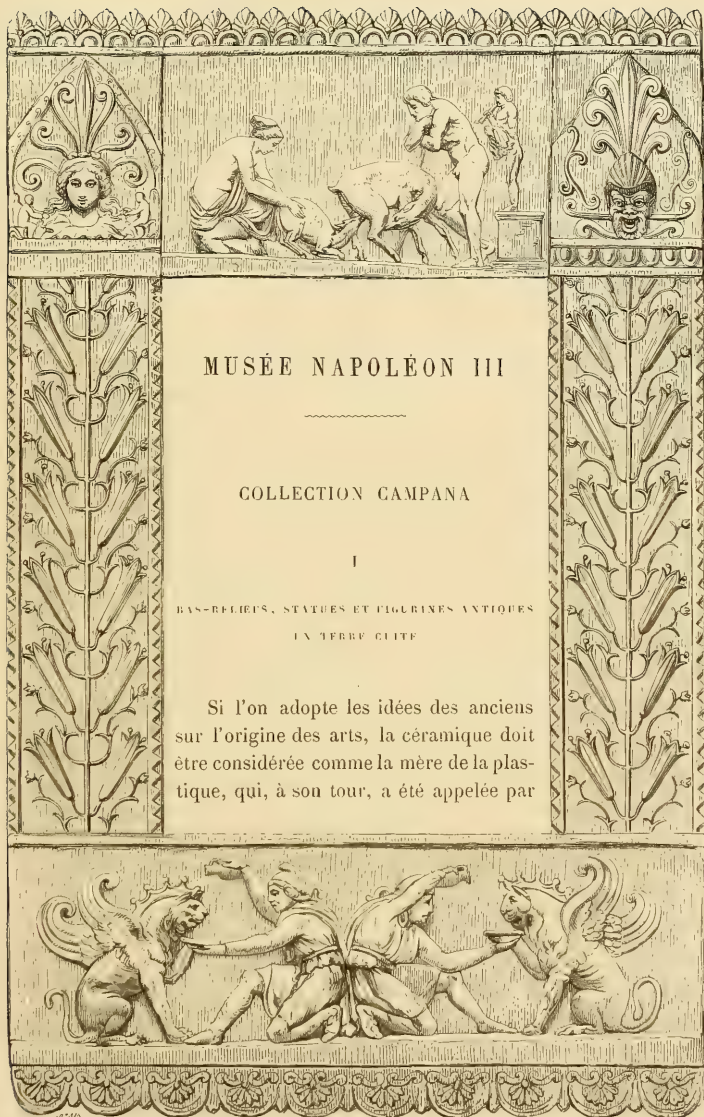 MUSÉE NAPOLÉON III
COLLECTION CAMPANA
I
BAS-RELIEFS, STATUES ET FIGURINES ANTIQUES
EN TERRE CUITE
Si l'on adopte les idées des anciens
sur l'origine des arts, la céramique doit
être considérée comme la mère de la plas-
tique, qui, à son tour, a été appelée par